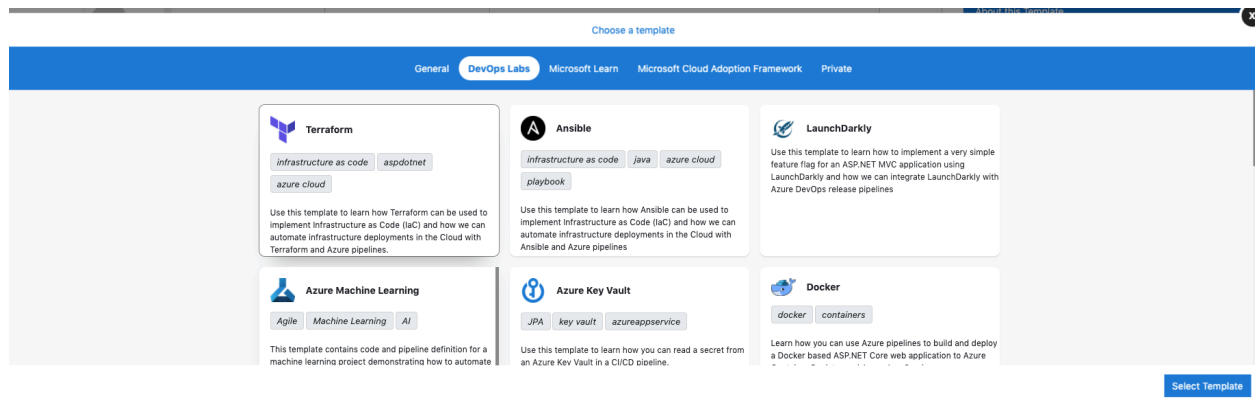 About this Template
X
Choose a template
General DevOps Labs Microsoft Learn Microsoft Cloud Adoption Framework Private
Terraform
infrastructure as code aspdotnet
azure cloud
Use this template to learn how Terraform can be used to
implement Infrastructure as Code (IaC) and how we can
automate infrastructure deployments in the Cloud with
Terraform and Azure pipelines.
Ansible
infrastructure as code java azure cloud
playbook
Use this template to learn how Ansible can be used to
implement Infrastructure as Code (IaC) and how we can
automate infrastructure deployments in the Cloud with
Ansible and Azure pipelines
LaunchDarkly
Use this template to learn how to implement a very simple
feature flag for an ASP.NET MVC application using
LaunchDarkly and how we can integrate LaunchDarkly with
Azure DevOps release pipelines
Azure Machine Learning
Agile Machine Learning AI
This template contains code and pipeline definition for a
machine learning project demonstrating how to automate
Azure Key Vault
JPA key vault azureappservice
Use this template to learn how you can read a secret from
an Azure Key Vault in a CI/CD pipeline.
Docker
docker containers
Learn how you can use Azure pipelines to build and deploy
a Docker based ASP.NET Core web application to Azure
Select Template